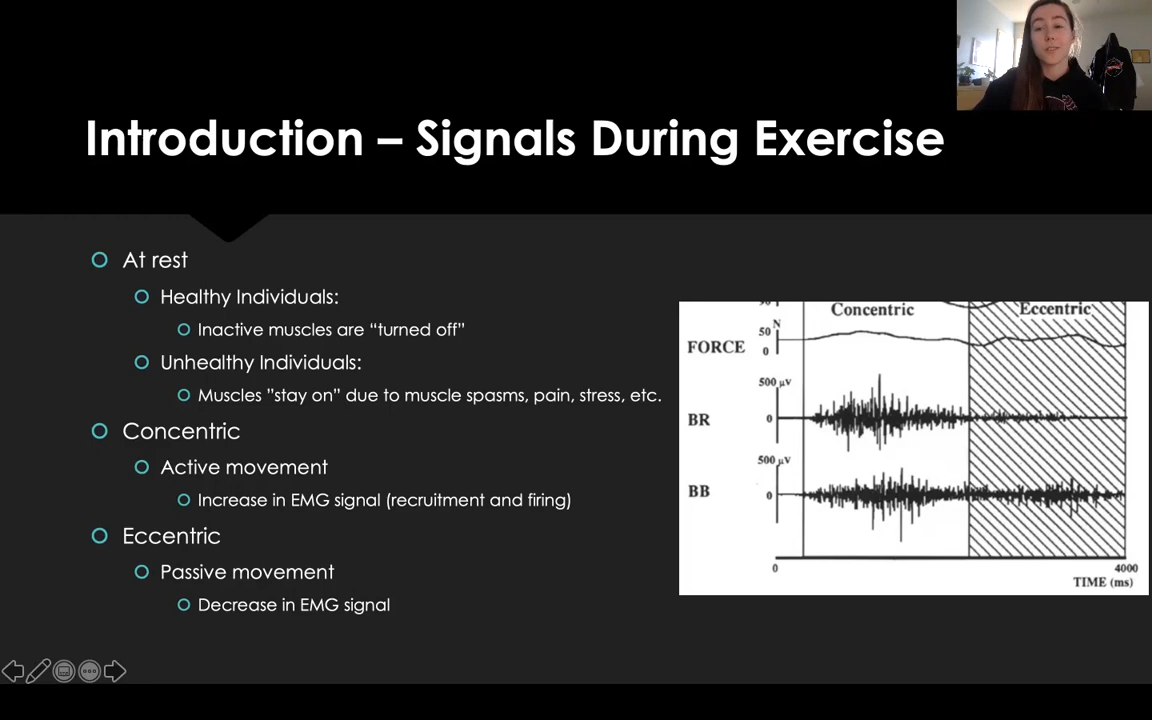 Introduction – Signals During Exercise
At rest
Healthy Individuals:
Inactive muscles are “turned off”
Unhealthy Individuals:
Muscles ”stay on” due to muscle spasms, pain, stress, etc.
Concentric
Active movement
Increase in EMG signal (recruitment and firing)
Eccentric
Passive movement
Decrease in EMG signal
Concentric
Eccentric
N
50
FORCE
0
500 μV
BR
0
500 μV
BB
0
0
4000
TIME (ms)